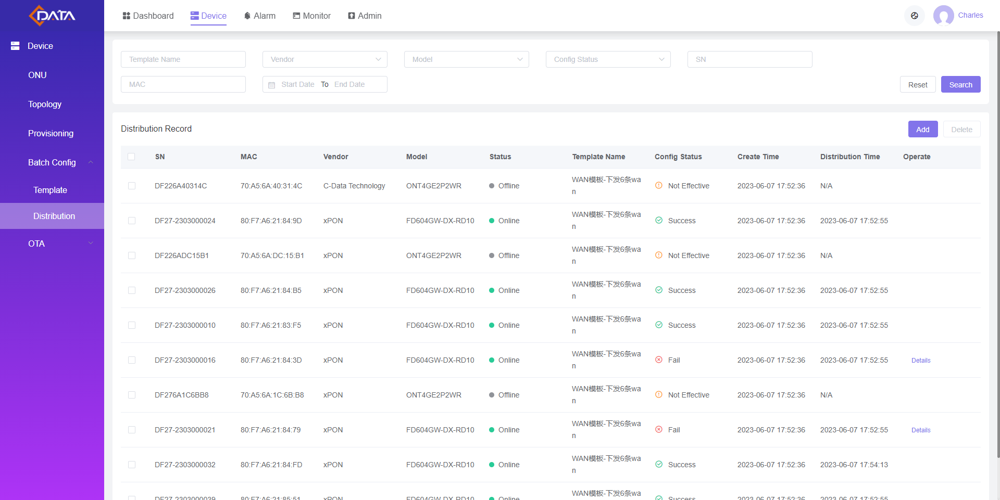 DATA
Dashboard Device Alarm Monitor Admin Charles
Device
ONU
Topology
Provisioning
Batch Config
Template
Distribution
OTA
Template Name Vendor Model Config Status SN
MAC Start Date To End Date Reset Search
Distribution Record Add Delete
SN MAC Vendor Model Status Template Name Config Status Create Time Distribution Time Operate
DF226A40314C 70:A5:6A:40:31:4C C-Data Technology ONT4GE2P2WR Offline WAN模板-下发6条wa Not Effective 2023-06-07 17:52:36 N/A
n
DF27-2303000024 80:F7:A6:21:84:9D xPON FD604GW-DX-RD10 Online WAN模板-下发6条wa Success 2023-06-07 17:52:36 2023-06-07 17:52:55
n
DF226ADC15B1 70:A5:6A:DC:15:B1 xPON ONT4GE2P2WR Offline WAN模板-下发6条wa Not Effective 2023-06-07 17:52:36 N/A
n
DF27-2303000026 80:F7:A6:21:84:B5 xPON FD604GW-DX-RD10 Online WAN模板-下发6条wa Success 2023-06-07 17:52:36 2023-06-07 17:52:55
n
DF27-2303000010 80:F7:A6:21:83:F5 xPON FD604GW-DX-RD10 Online WAN模板-下发6条wa Success 2023-06-07 17:52:36 2023-06-07 17:52:55
n
DF27-2303000016 80:F7:A6:21:84:3D xPON FD604GW-DX-RD10 Online WAN模板-下发6条wa Fail 2023-06-07 17:52:36 2023-06-07 17:52:55 Details
n
DF276A1C6BB8 70:A5:6A:1C:6B:B8 xPON ONT4GE2P2WR Offline WAN模板-下发6条wa Not Effective 2023-06-07 17:52:36 N/A
n
DF27-2303000021 80:F7:A6:21:84:79 xPON FD604GW-DX-RD10 Online WAN模板-下发6条wa Fail 2023-06-07 17:52:36 2023-06-07 17:52:55 Details
n
DF27-2303000032 80:F7:A6:21:84:FD xPON FD604GW-DX-RD10 Online WAN模板-下发6条wa Success 2023-06-07 17:52:36 2023-06-07 17:54:13
n
DF27-2303000039 80:F7:A6:21:85:51 xPON FD604GW-DX-RD10 Online WAN模板-下发6条wa Success 2023-06-07 17:52:36 2023-06-07 17:52:55